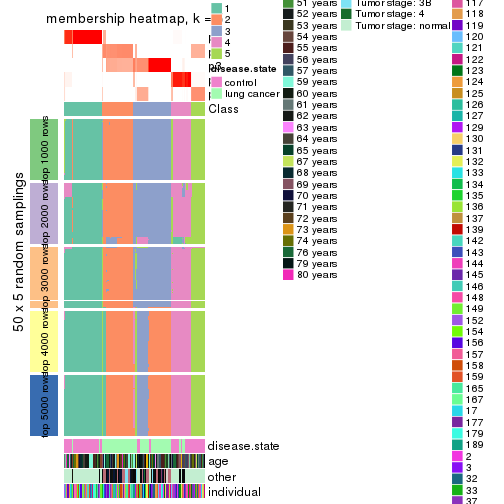 membership heatmap, k =
1
2
3
4
5
disease.state
control
lung cancer
Class
50 x 5 random samplings
top 1000 rows
top 2000 rows
top 3000 rows
top 4000 rows
top 5000 rows
disease.state
age
other
individual
51 years
52 years
53 years
54 years
55 years
56 years
57 years
59 years
60 years
61 years
62 years
63 years
64 years
65 years
67 years
68 years
69 years
70 years
71 years
72 years
73 years
74 years
76 years
79 years
80 years
Tumor stage: 3B
Tumor stage: 4
Tumor stage: normal
117
118
119
120
121
122
123
124
125
126
127
129
130
131
132
133
134
135
136
137
139
142
143
144
145
146
148
149
152
154
156
157
158
159
165
167
17
177
179
189
2
3
32
33
37